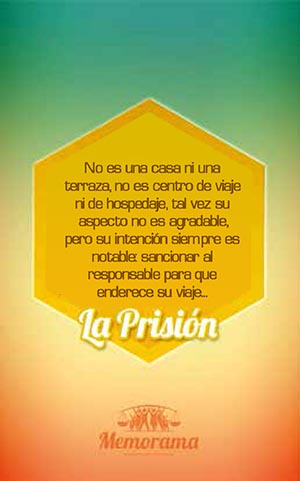 No es una casa ni una
terraza, no es centro de viaje
ni de hospedaje, tal vez su
aspecto no es agradable,
pero su intención siempre es
notable: sancionar al
responsable para que
enderece su viaje...
La Prisión
Memorama